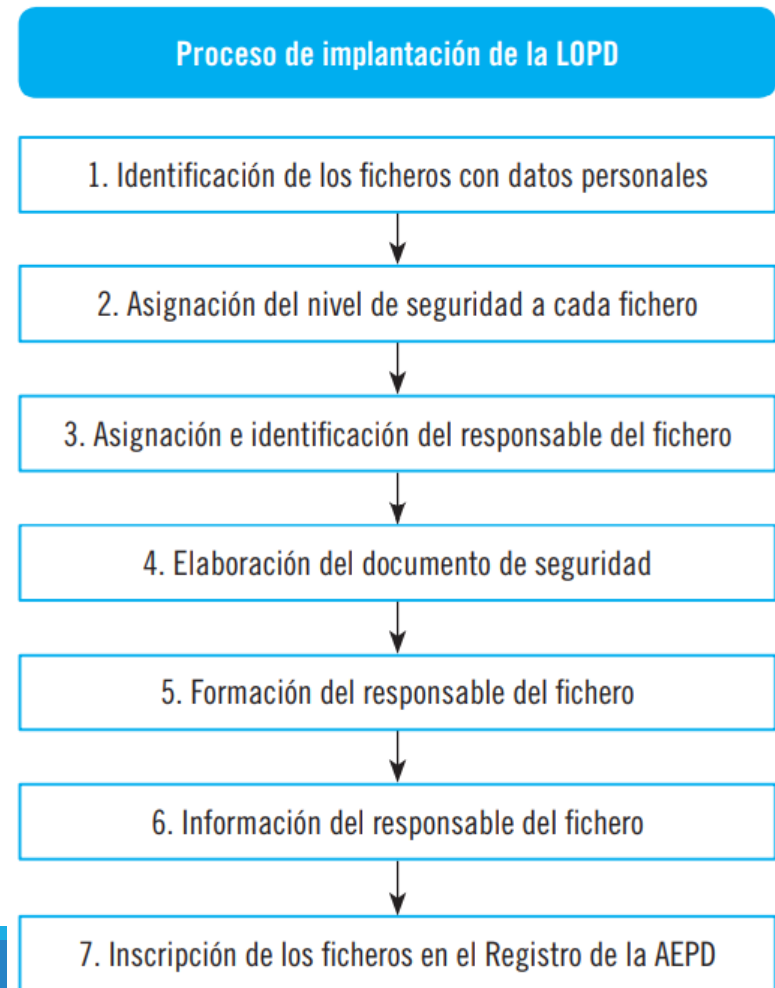 Proceso de implantación de la LOPD
1. Identificación de los ficheros con datos personales
2. Asignación del nivel de seguridad a cada fichero
3. Asignación e identificación del responsable del fichero
4. Elaboración del documento de seguridad
5. Formación del responsable del fichero
6. Información del responsable del fichero
7. Inscripción de los ficheros en el Registro de la AEPD